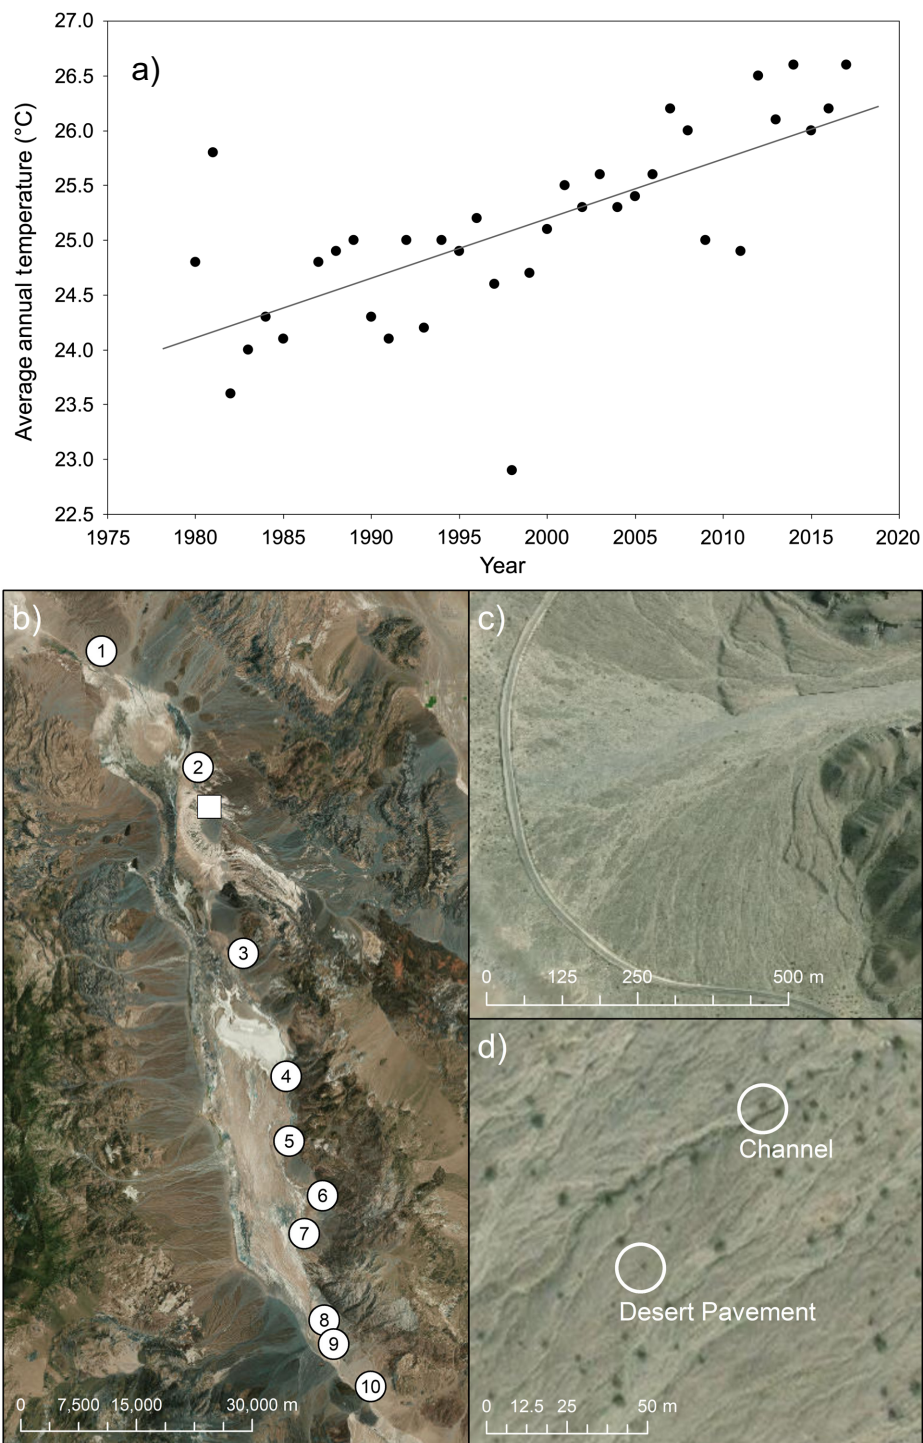 a)
Average annual temperature (°C)
27.0
26.5
26.0
25.5
25.0
24.5
24.0
23.5
23.0
22.5
1975 1980 1985 1990 1995 2000 2005 2010 2015 2020
Year
b)
1
2
3
4
5
6
7
8
9
10
0 7,500 15,000 30,000 m
c)
0 125 250 500 m
d)
Channel
Desert Pavement
0 12.5 25 50 m